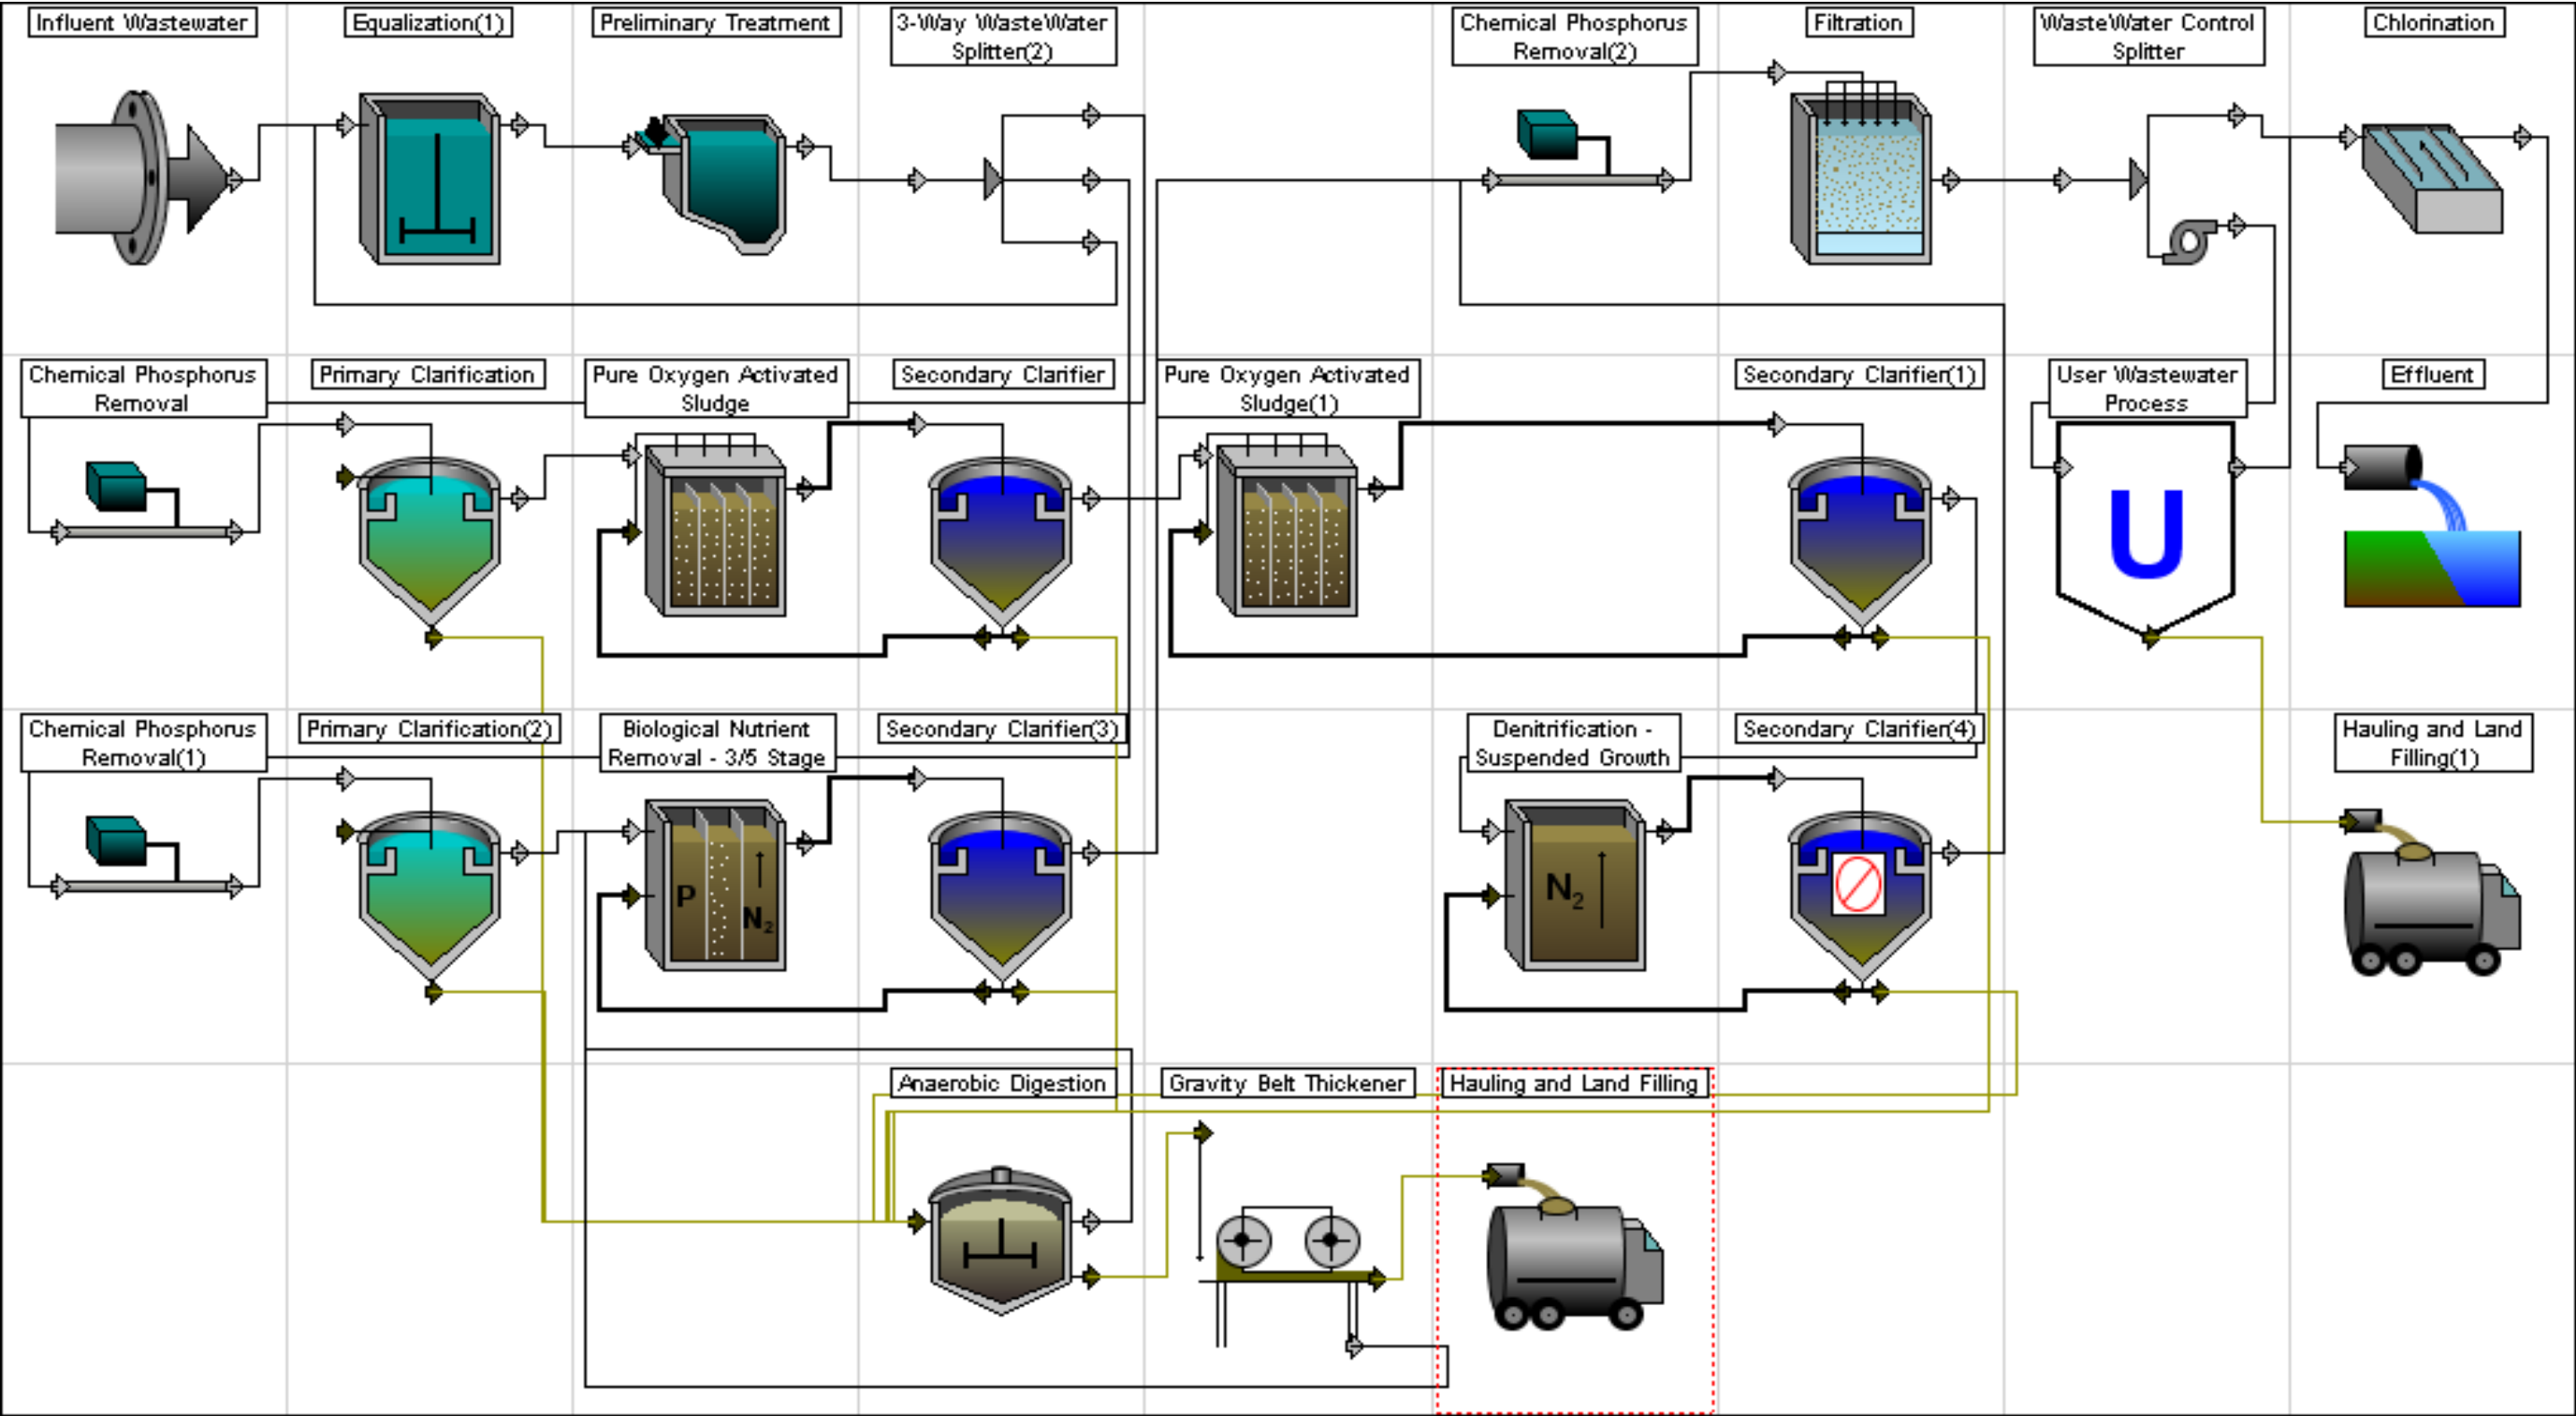 Influent Wastewater
Equalization(1)
Preliminary Treatment
3-Way WasteWater
Splitter(2)
Chemical Phosphorus
Removal(2)
Filtration
WasteWater Control
Splitter
Chlorination
Chemical Phosphorus
Removal
Primary Clarification
Pure Oxygen Activated
Sludge
Secondary Clarifier
Pure Oxygen Activated
Sludge(1)
Secondary Clarifier(1)
User Wastewater
Process
Effluent
U
Chemical Phosphorus
Removal(1)
Primary Clarification(2)
Biological Nutrient
Removal - 3/5 Stage
Secondary Clarifier(3)
Denitrification -
Suspended Growth
Secondary Clarifier(4)
Hauling and Land
Filling(1)
P
N₂
N₂
Anaerobic Digestion
Gravity Belt Thickener
Hauling and Land Filling